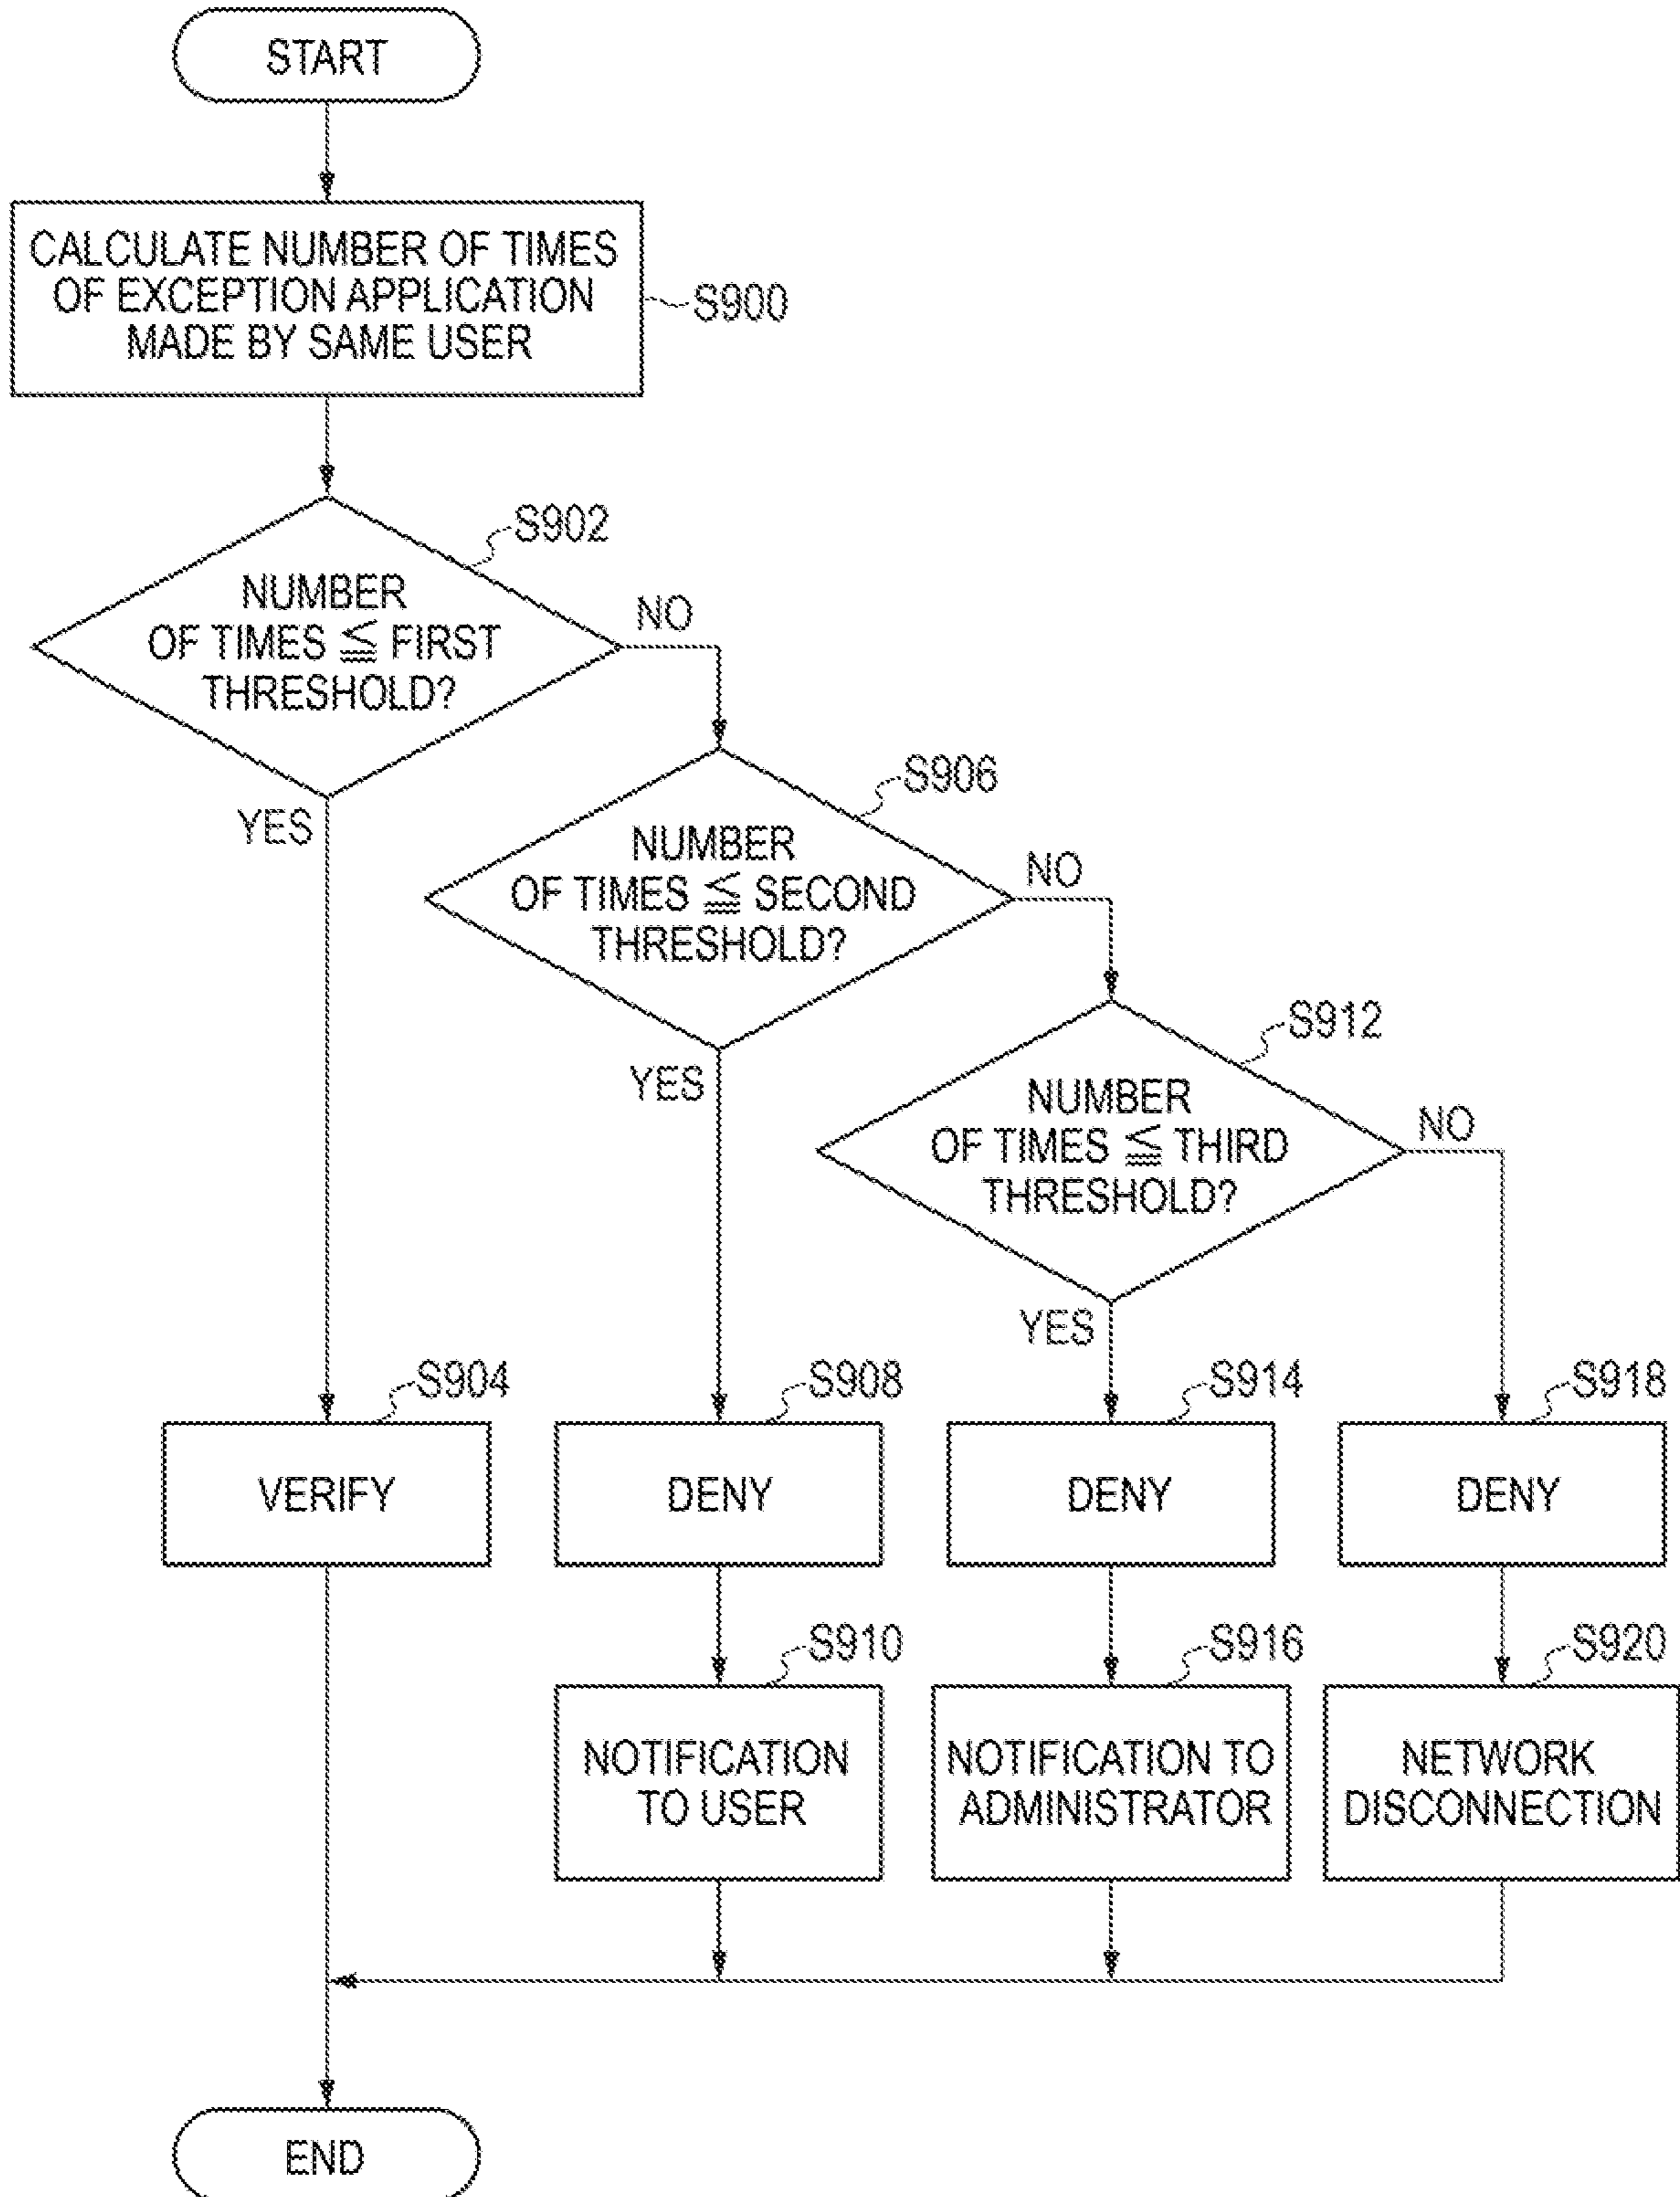 START
CALCULATE NUMBER OF TIMES
OF EXCEPTION APPLICATION
MADE BY SAME USER
S900
S902
NUMBER
OF TIMES ≦ FIRST
THRESHOLD?
NO
YES
S906
NUMBER
OF TIMES ≦ SECOND
THRESHOLD?
NO
YES
S912
NUMBER
OF TIMES ≦ THIRD
THRESHOLD?
NO
YES
S904
VERIFY
S908
DENY
S914
DENY
S918
DENY
S910
NOTIFICATION
TO USER
S916
NOTIFICATION TO
ADMINISTRATOR
S920
NETWORK
DISCONNECTION
END